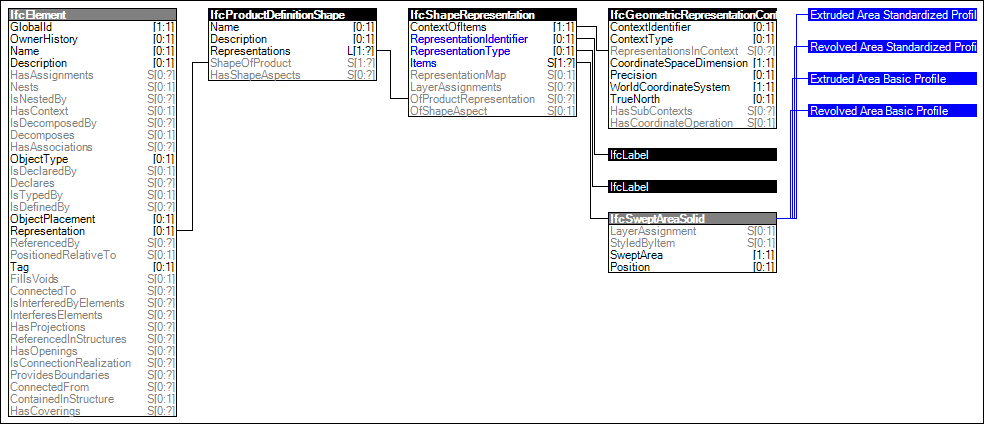 IfcElement
GlobalId [1:1]
OwnerHistory [0:1]
Name [0:1]
Description [0:1]
HasAssignments S[0:?]
Nests S[0:1]
IsNestedBy S[0:?]
HasContext S[0:1]
IsDecomposedBy S[0:?]
Decomposes S[0:1]
HasAssociations S[0:?]
ObjectType [0:1]
IsDeclaredBy S[0:1]
Declares S[0:?]
IsTypedBy S[0:1]
IsDefinedBy S[0:?]
ObjectPlacement [0:1]
Representation [0:1]
ReferencedBy S[0:?]
PositionedRelativeTo S[0:1]
Tag [0:1]
FillsVoids S[0:1]
ConnectedTo S[0:?]
IsInterferedByElements S[0:?]
InterferesElements S[0:?]
HasProjections S[0:?]
ReferencedInStructures S[0:?]
HasOpenings S[0:?]
IsConnectionRealization S[0:?]
ProvidesBoundaries S[0:?]
ConnectedFrom S[0:?]
ContainedInStructure S[0:1]
HasCoverings S[0:?]
IfcProductDefinitionShape
Name [0:1]
Description [0:1]
Representations L[1:?]
ShapeOfProduct S[1:?]
HasShapeAspects S[0:?]
IfcShapeRepresentation
ContextOfItems [1:1]
RepresentationIdentifier [0:1]
RepresentationType [0:1]
Items S[1:?]
RepresentationMap S[0:1]
LayerAssignments S[0:?]
OfProductRepresentation S[0:1]
OfShapeAspect S[0:1]
IfcGeometricRepresentationCont
ContextIdentifier [0:1]
ContextType [0:1]
RepresentationsInContext S[0:?]
CoordinateSpaceDimension [1:1]
Precision [0:1]
WorldCoordinateSystem [1:1]
TrueNorth [0:1]
HasSubContexts S[0:?]
HasCoordinateOperation S[0:1]
IfcLabel
IfcLabel
IfcSweptAreaSolid
LayerAssignment S[0:1]
StyledByItem S[0:1]
SweptArea [1:1]
Position [0:1]
Extruded Area Standardized Profil
Revolved Area Standardized Profi
Extruded Area Basic Profile
Revolved Area Basic Profile